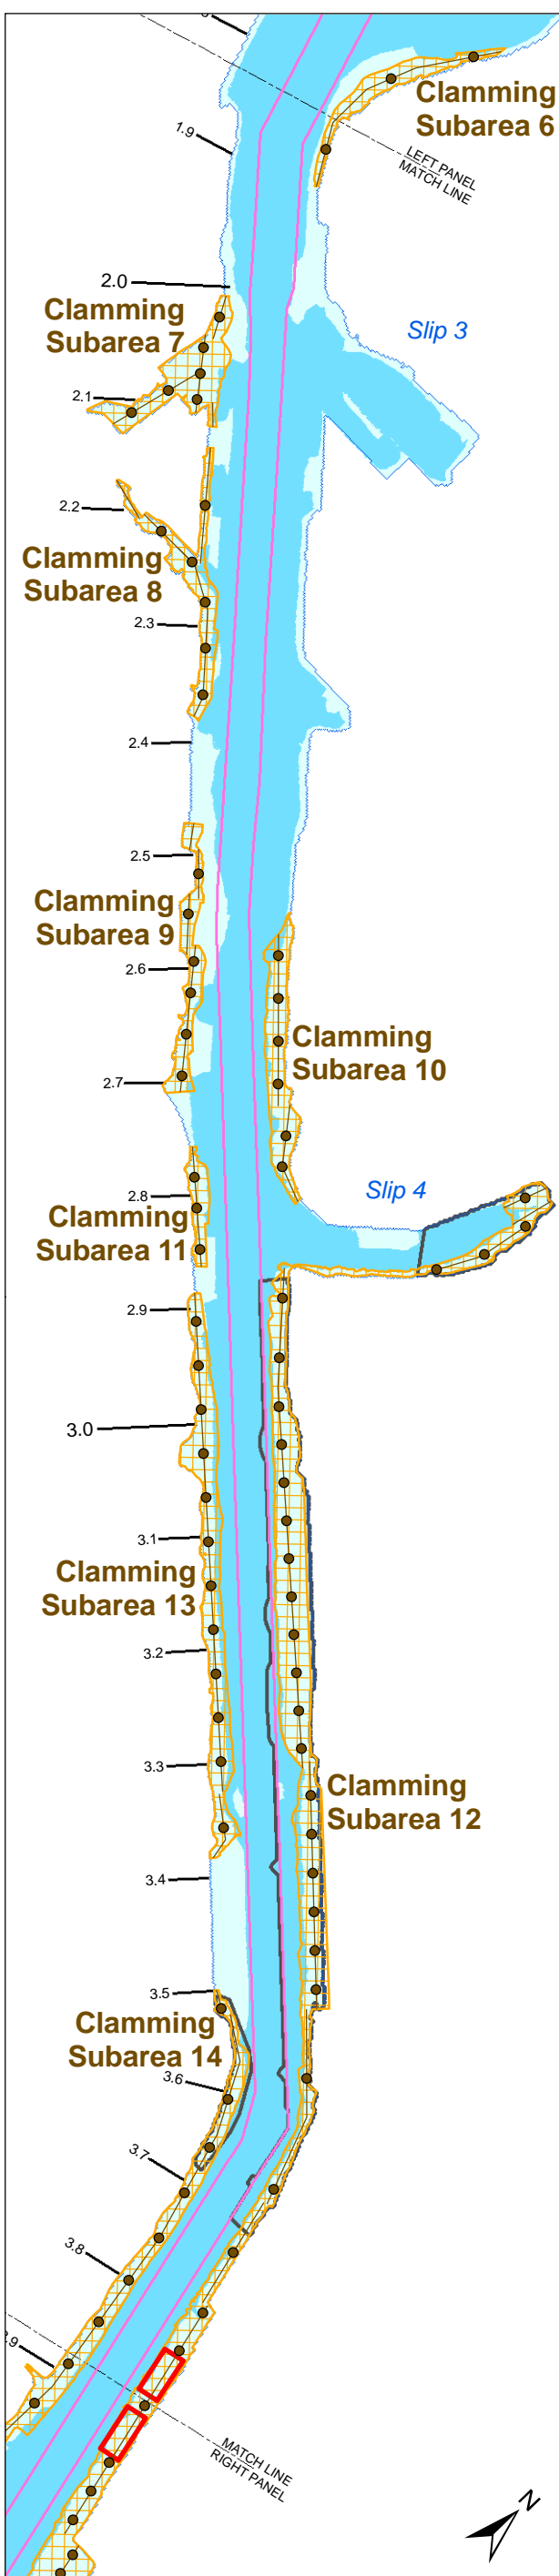 Clamming
Subarea 6
1.9
LEFT PANEL
MATCH LINE
2.0
Clamming
Subarea 7
Slip 3
2.1
2.2
Clamming
Subarea 8
2.3
2.4
2.5
Clamming
Subarea 9
2.6
Clamming
Subarea 10
2.7
Slip 4
2.8
Clamming
Subarea 11
2.9
3.0
3.1
Clamming
Subarea 13
3.2
3.3
Clamming
Subarea 12
3.4
3.5
Clamming
Subarea 14
3.6
3.7
3.8
.9
MATCH LINE
RIGHT PANEL
N